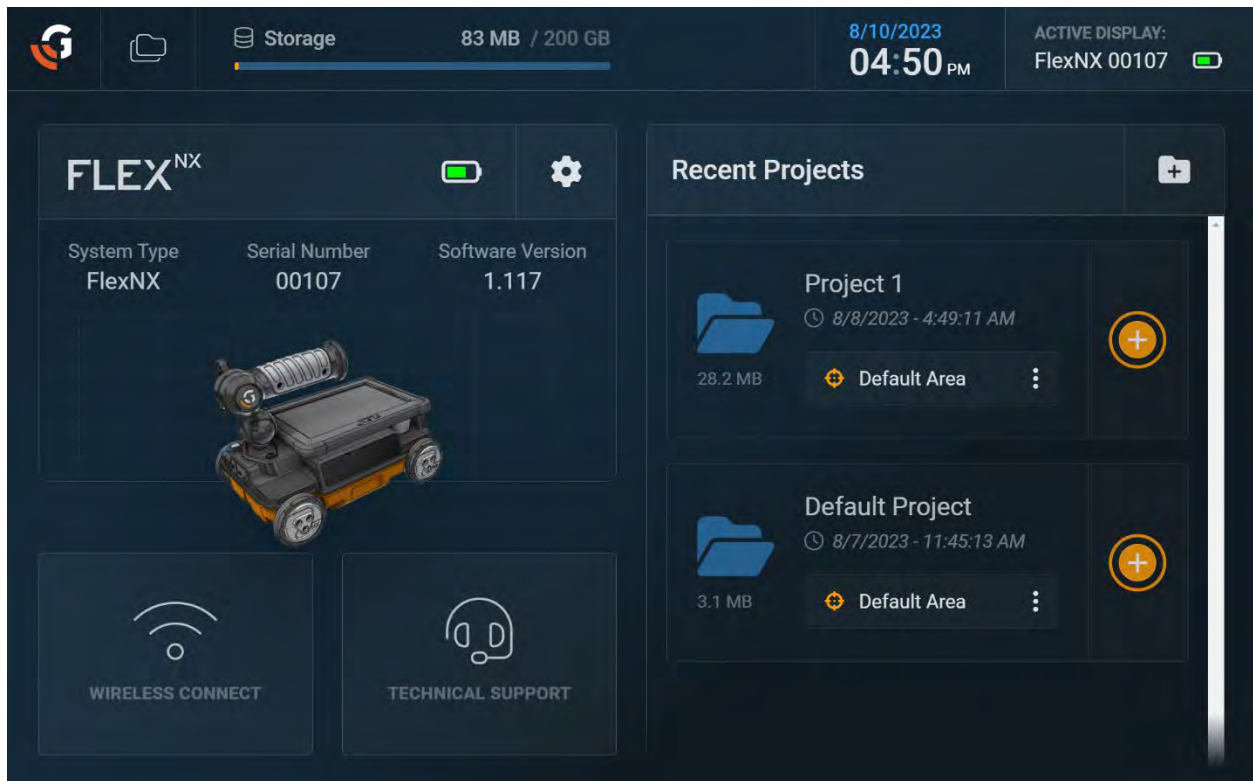 Storage 83 MB / 200 GB
8/10/2023
04:50 PM
ACTIVE DISPLAY:
FlexNX 00107
FLEX NX
System Type
FlexNX
Serial Number
00107
Software Version
1.117
WIRELESS CONNECT
TECHNICAL SUPPORT
Recent Projects
Project 1
8/8/2023 - 4:49:11 AM
28.2 MB
Default Area
Default Project
8/7/2023 - 11:45:13 AM
3.1 MB
Default Area